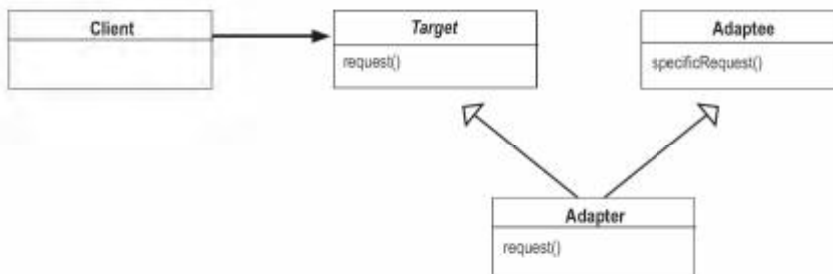 Client
Target
request()
Adaptee
specificRequest()
Adapter
request()